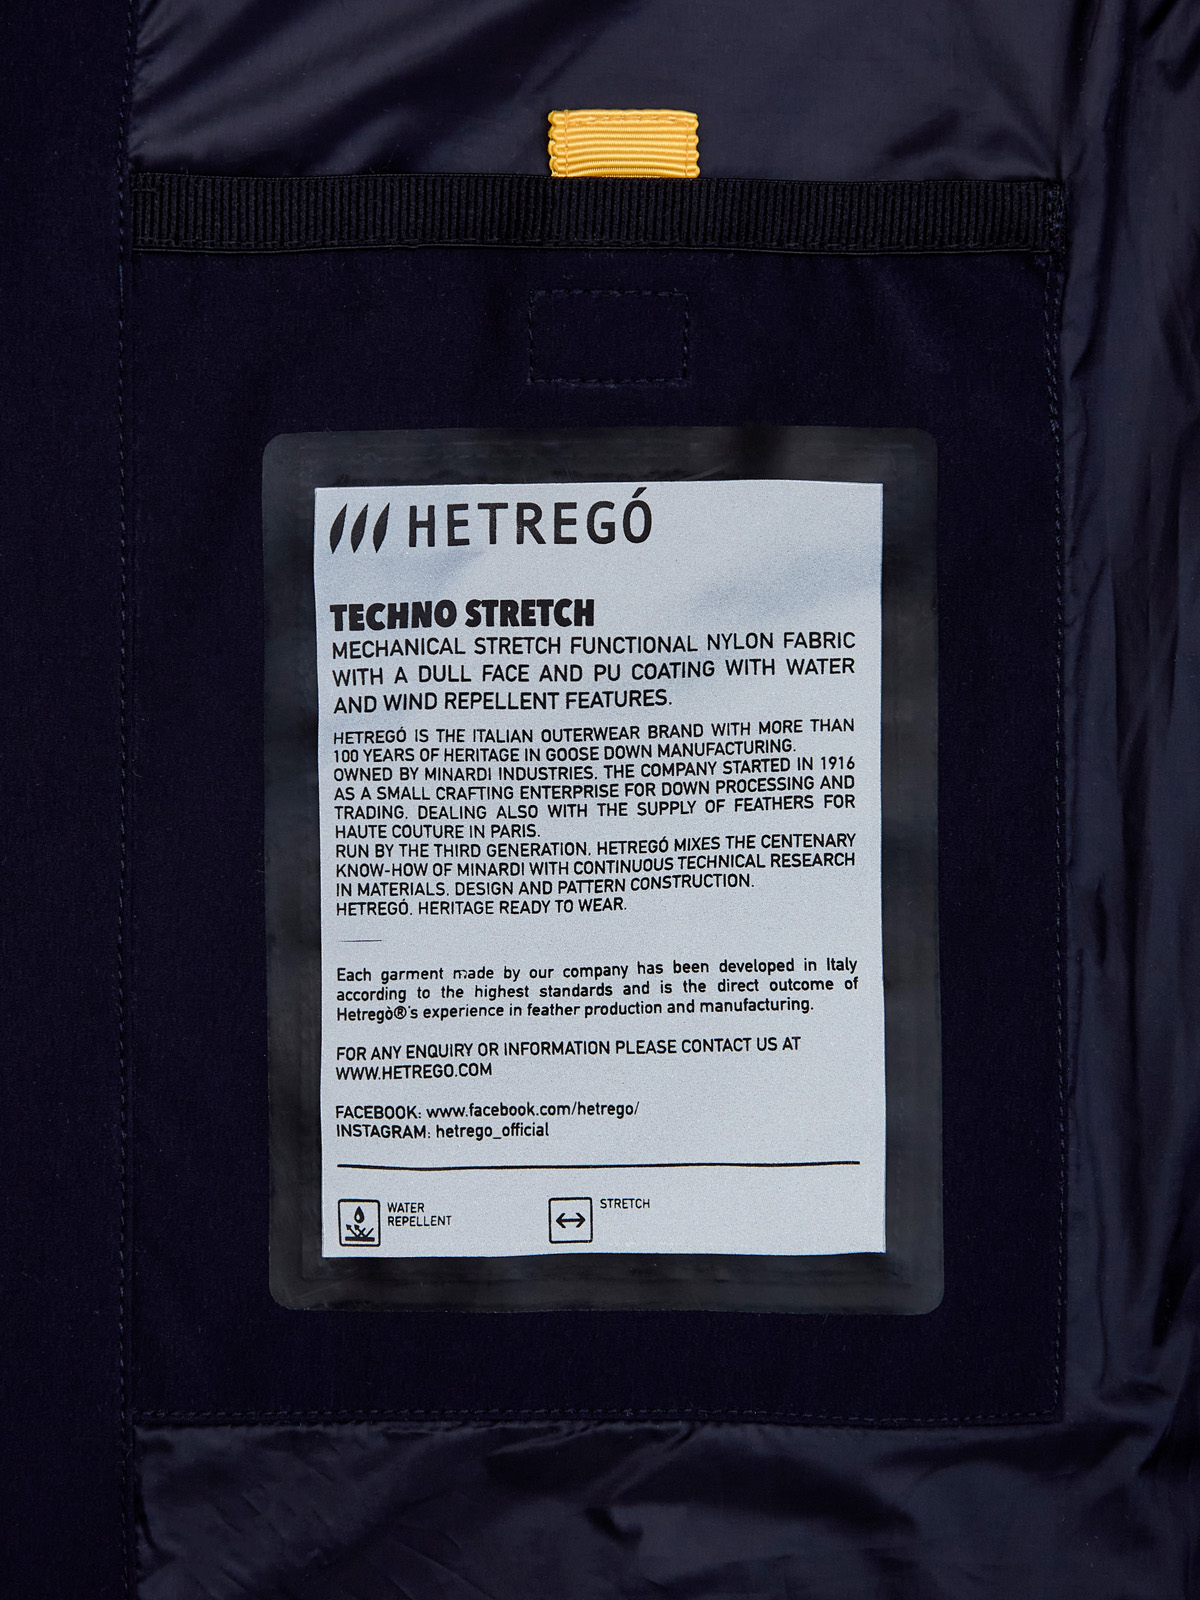 HETREGÓ
TECHNO STRETCH
MECHANICAL STRETCH FUNCTIONAL NYLON FABRIC
WITH A DULL FACE AND PU COATING WITH WATER
AND WIND REPELLENT FEATURES.
HETREGÓ IS THE ITALIAN OUTERWEAR BRAND WITH MORE THAN
100 YEARS OF HERITAGE IN GOOSE DOWN MANUFACTURING.
OWNED BY MINARDI INDUSTRIES, THE COMPANY STARTED IN 1916
AS A SMALL CRAFTING ENTERPRISE FOR DOWN PROCESSING AND
TRADING, DEALING ALSO WITH THE SUPPLY OF FEATHERS FOR
HAUTE COUTURE IN PARIS.
RUN BY THE THIRD GENERATION, HETREGÓ MIXES THE CENTENARY
KNOW-HOW OF MINARDI WITH CONTINUOUS TECHNICAL RESEARCH
IN MATERIALS, DESIGN AND PATTERN CONSTRUCTION.
HETREGÓ. HERITAGE READY TO WEAR.
Each garment made by our company has been developed in Italy
according to the highest standards and is the direct outcome of
Hetregò®'s experience in feather production and manufacturing.
FOR ANY ENQUIRY OR INFORMATION PLEASE CONTACT US AT
WWW.HETREGO.COM
FACEBOOK: www.facebook.com/hetrego/
INSTAGRAM: hetrego_official
WATER
REPELLENT
STRETCH